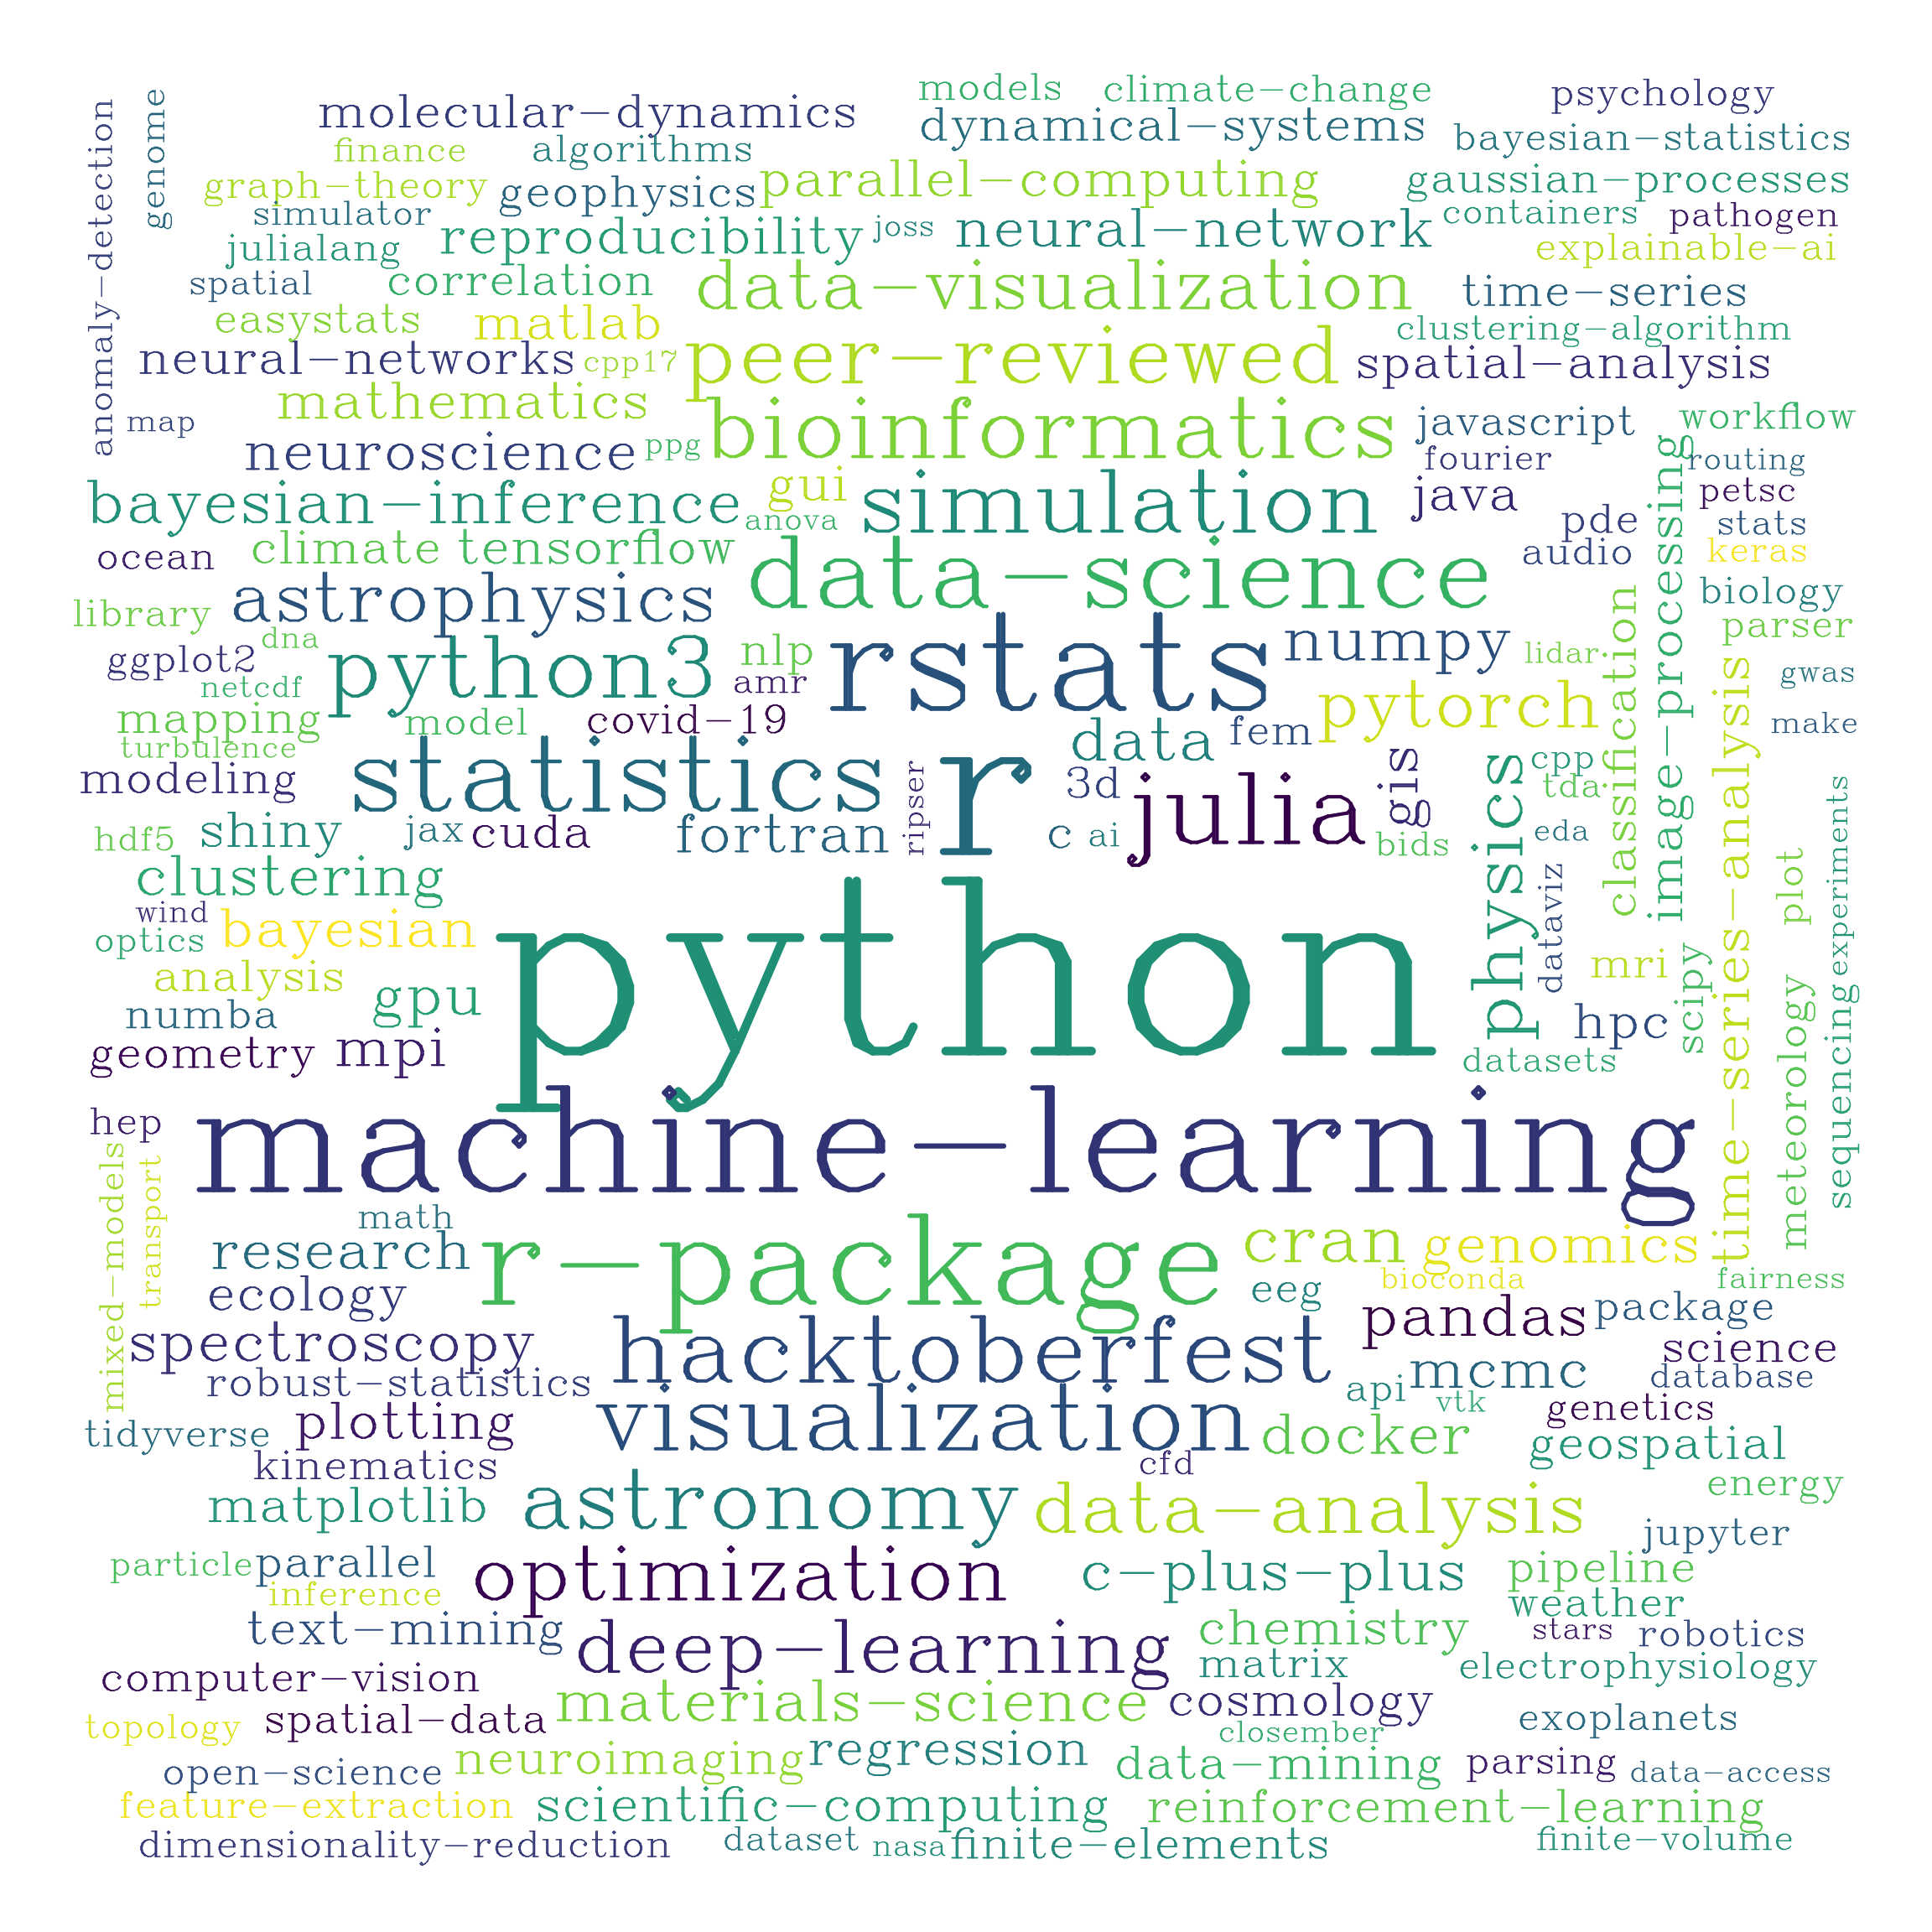 models climate-change psychology
genome molecular-dynamics dynamical-systems bayesian-statistics
anomaly-detection finance algorithms
graph-theory geophysics parallel-computing gaussian-processes
simulator containers pathogen
julialang reproducibility joss neural-network explainable-ai
spatial correlation data-visualization time-series
easystats matlab clustering-algorithm
neural-networks cpp17 peer-reviewed spatial-analysis
mathematics workflow
map bioinformatics javascript
neuroscience ppg fourier routing
bayesian-inference gui simulation java petsc
anova pde stats
ocean climate tensorflow audio keras
data-science image-processing
astrophysics biology
library parser
dna rstats numpy classification
ggplot2 python3 nlp lidar
netcdf amr gwas
mapping model covid-19 pytorch make
turbulence data fem
modeling statistics r 3d julia gis cpp
tda
hdf5 shiny jax cuda fortran ripser c ai bids eda
clustering physics plot experiments
wind bayesian python dataviz time-series-analysis
optics
analysis mri
numba gpu hpc scipy
geometry mpi datasets meteorology sequencing
hep machine-learning
mixed-models transport
math
research r-package cran genomics
ecology eeg bioconda fairness
hacktoberfest pandas package
spectroscopy science
robust-statistics api mcmc database
tidyverse plotting visualization vtk genetics
docker geospatial
kinematics cfd
matplotlib astronomy data-analysis energy
jupyter
particle parallel optimization c-plus-plus pipeline
inference weather
text-mining deep-learning chemistry stars robotics
computer-vision matrix electrophysiology
topology spatial-data materials-science cosmology exoplanets
closember
open-science neuroimaging regression data-mining parsing data-access
feature-extraction scientific-computing reinforcement-learning
dimensionality-reduction dataset nasa finite-elements finite-volume